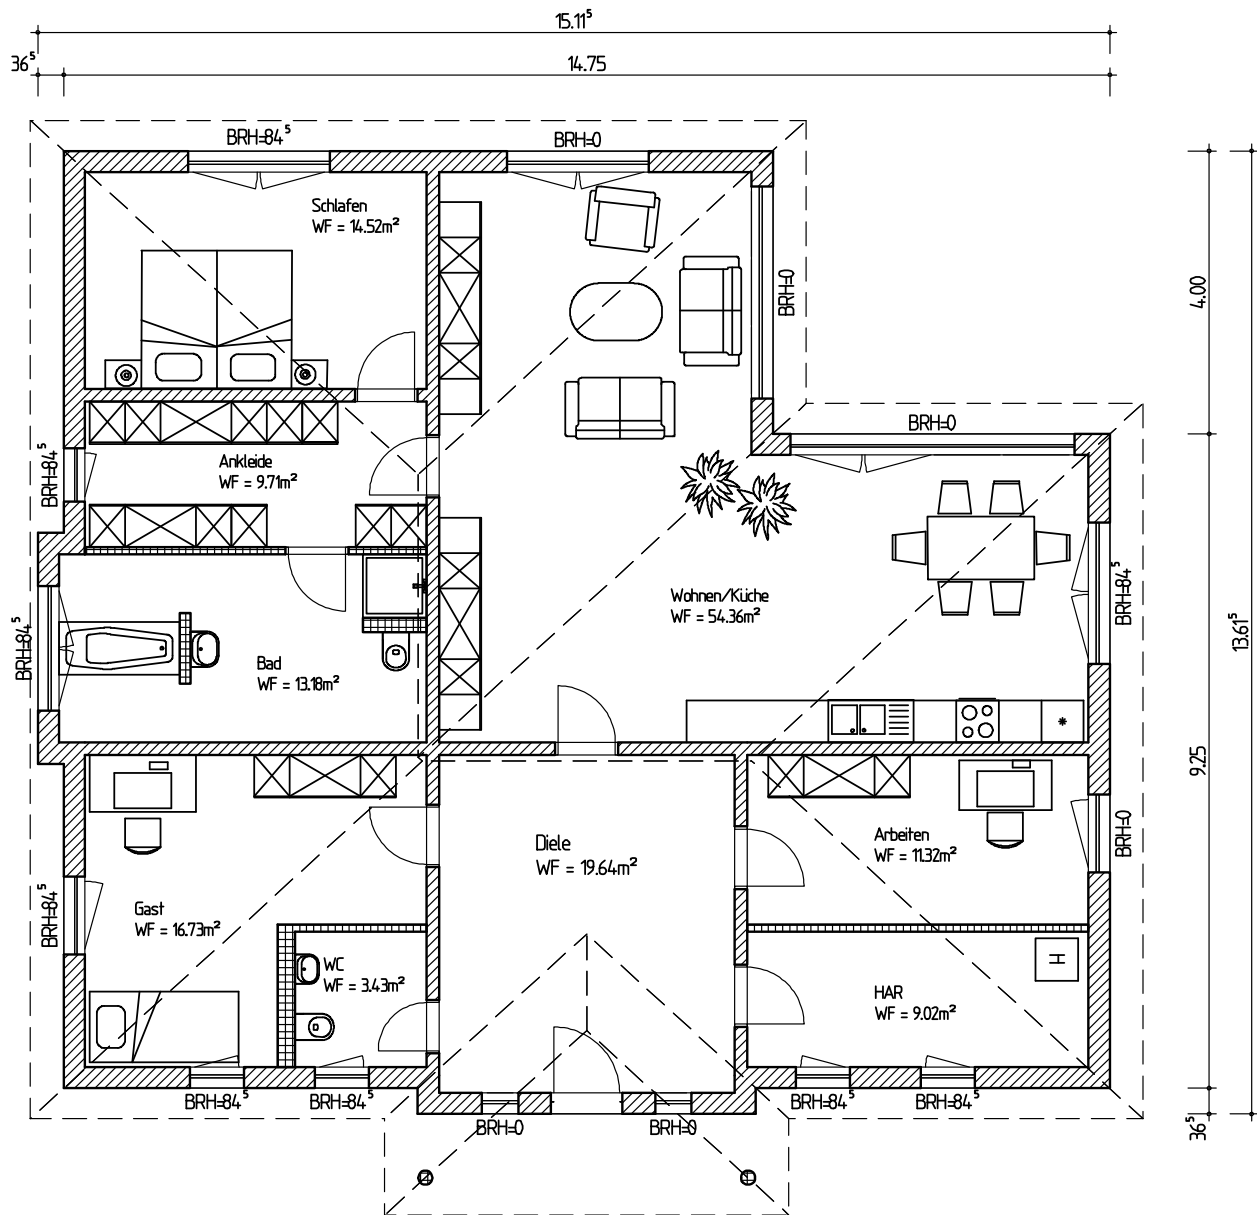 15.11⁵
36⁵
14.75
BRH=84⁵
BRH=0
Schlafen
WF = 14.52m²
BRH=0
4.00
BRH=0
BRH=84⁵
Ankleide
WF = 9.71m²
Wohnen/Küche
WF = 54.36m²
BRH=84⁵
13.61⁵
BRH=84⁵
Bad
WF = 13.18m²
9.25
Diele
WF = 19.64m²
Arbeiten
WF = 11.32m²
BRH=0
BRH=84⁵
Gast
WF = 16.73m²
WC
WF = 3.43m²
H
HAR
WF = 9.02m²
BRH=84⁵
BRH=84⁵
BRH=0
BRH=0
BRH=84⁵
BRH=84⁵
36⁵